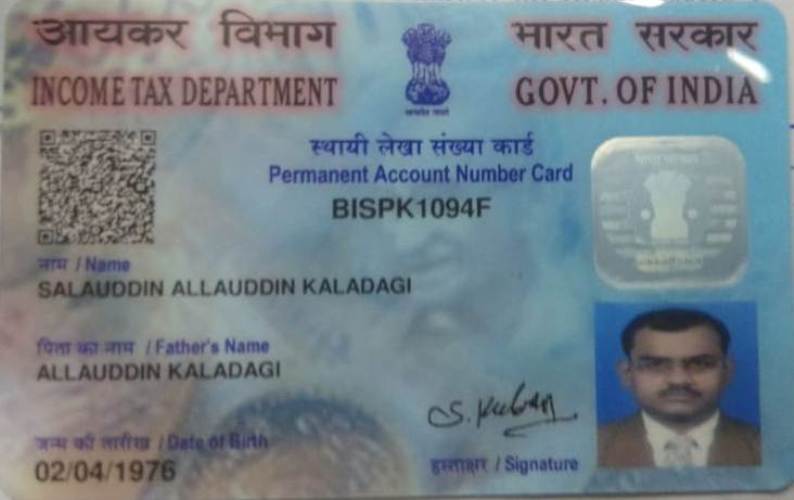 आयकर विभाग
INCOME TAX DEPARTMENT
भारत सरकार
GOVT. OF INDIA
स्थायी लेखा संख्या कार्ड
Permanent Account Number Card
BISPK1094F
नाम / Name
SALAUDDIN ALLAUDDIN KALADAGI
पिता का नाम / Father's Name
ALLAUDDIN KALADAGI
जन्म की तारीख / Date of Birth
02/04/1976
हस्ताक्षर / Signature